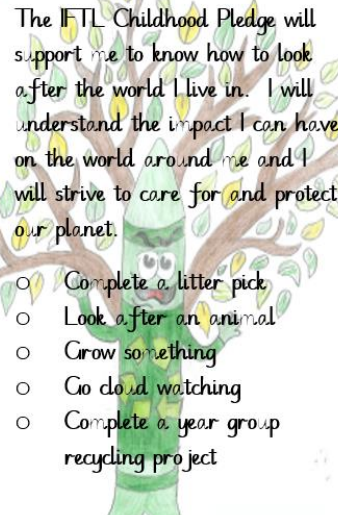 The IFTL Childhood Pledge will
support me to know how to look
after the world I live in. I will
understand the impact I can have
on the world around me and I
will strive to care for and protect
our planet.
o Complete a litter pick
o Look after an animal
o Grow something
o Go cloud watching
o Complete a year group
recycling project